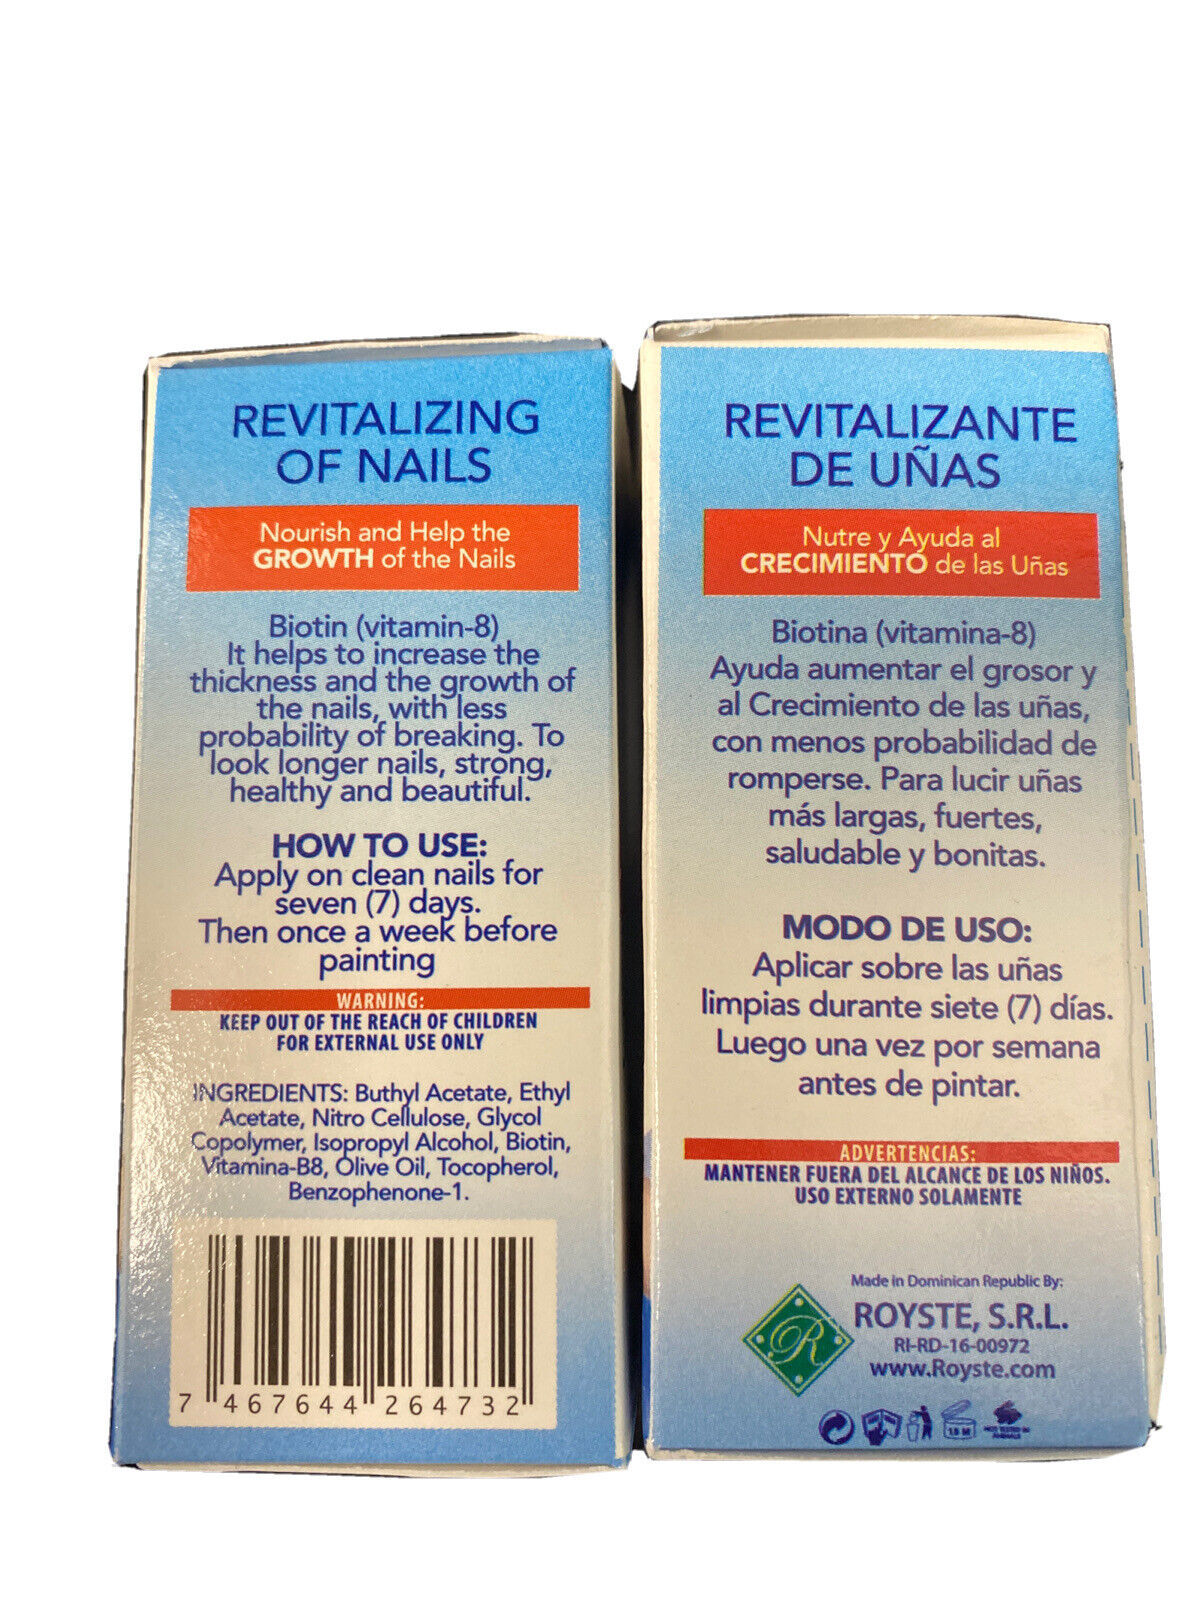 REVITALIZING
OF NAILS
Nourish and Help the
GROWTH of the Nails
Biotin (vitamin-8)
It helps to increase the
thickness and the growth of
the nails, with less
probability of breaking. To
look longer nails, strong,
healthy and beautiful.
HOW TO USE:
Apply on clean nails for
seven (7) days.
Then once a week before
painting
WARNING:
KEEP OUT OF THE REACH OF CHILDREN
FOR EXTERNAL USE ONLY
INGREDIENTS: Buthyl Acetate, Ethyl
Acetate, Nitro Cellulose, Glycol
Copolymer, Isopropyl Alcohol, Biotin,
Vitamina-B8, Olive Oil, Tocopherol,
Benzophenone-1.
7 467644 264732
REVITALIZANTE
DE UÑAS
Nutre y Ayuda al
CRECIMIENTO de las Uñas
Biotina (vitamina-8)
Ayuda aumentar el grosor y
al Crecimiento de las uñas,
con menos probabilidad de
romperse. Para lucir uñas
más largas, fuertes,
saludable y bonitas.
MODO DE USO:
Aplicar sobre las uñas
limpias durante siete (7) días.
Luego una vez por semana
antes de pintar.
ADVERTENCIAS:
MANTENER FUERA DEL ALCANCE DE LOS NIÑOS.
USO EXTERNO SOLAMENTE
Made in Dominican Republic By:
R
ROYSTE, S.R.L.
RI-RD-16-00972
www.Royste.com
18 M
NOT TESTED IN
ANIMALS